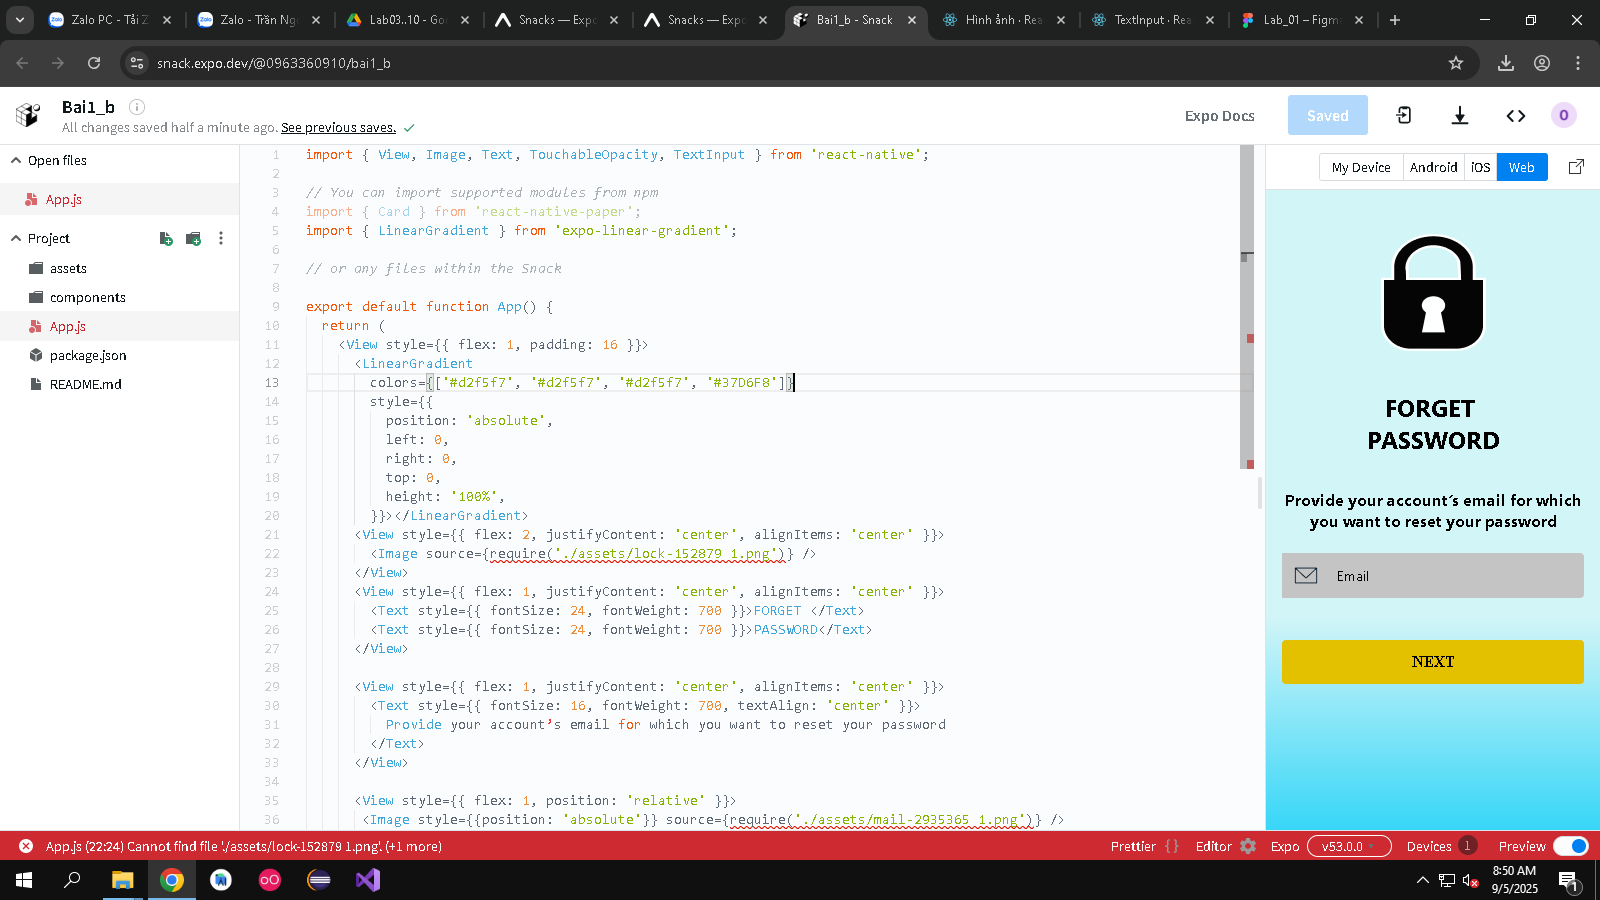 Zalo PC - Tải Z
Zalo - Trần Ng
Lab03..10 - Go
Snacks — Expo
Snacks — Expo
Bai1_b - Snack
Hình ảnh · Rea
TextInput · Rea
Lab_01 – Figm
snack.expo.dev/@0963360910/bai1_b
Bai1_b
All changes saved half a minute ago. See previous saves.
Expo Docs
Saved
O
Open files
App.js
Project
assets
components
App.js
package.json
README.md
1 import { View, Image, Text, TouchableOpacity, TextInput } from 'react-native';
2
3 // You can import supported modules from npm
4 import { Card } from 'react-native-paper';
5 import { LinearGradient } from 'expo-linear-gradient';
6
7 // or any files within the Snack
8
9 export default function App() {
10 return (
11 <View style={{ flex: 1, padding: 16 }}>
12 <LinearGradient
13 colors={['#d2f5f7', '#d2f5f7', '#d2f5f7', '#37D6F8']}
14 style={{
15 position: 'absolute',
16 left: 0,
17 right: 0,
18 top: 0,
19 height: '100%',
20 }}></LinearGradient>
21 <View style={{ flex: 2, justifyContent: 'center', alignItems: 'center' }}>
22 <Image source={require('./assets/lock-152879 1.png')} />
23 </View>
24 <View style={{ flex: 1, justifyContent: 'center', alignItems: 'center' }}>
25 <Text style={{ fontSize: 24, fontWeight: 700 }}>FORGET </Text>
26 <Text style={{ fontSize: 24, fontWeight: 700 }}>PASSWORD</Text>
27 </View>
28
29 <View style={{ flex: 1, justifyContent: 'center', alignItems: 'center' }}>
30 <Text style={{ fontSize: 16, fontWeight: 700, textAlign: 'center' }}>
31 Provide your account’s email for which you want to reset your password
32 </Text>
33 </View>
34
35 <View style={{ flex: 1, position: 'relative' }}>
36 <Image style={{position: 'absolute'}} source={require('./assets/mail-2935365 1.png')} />
My Device
Android
iOS
Web
FORGET
PASSWORD
Provide your account’s email for which
you want to reset your password
Email
NEXT
App.js (22:24) Cannot find file './assets/lock-152879 1.png'. (+1 more)
Prettier { }
Editor
Expo
v53.0.0
Devices
1
Preview
8:50 AM
9/5/2025
1